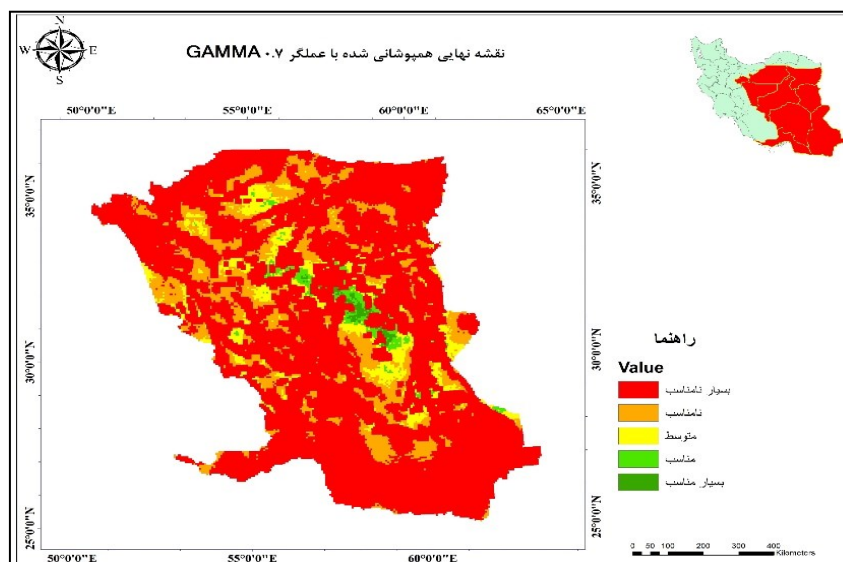 نقشه نهایی همپوشانی شده با عملگر GAMMA ۰.۷
N
W E
S
50°0'0"E 55°0'0"E 60°0'0"E 65°0'0"E
35°0'0"N 35°0'0"N
30°0'0"N 30°0'0"N
25°0'0"N 25°0'0"N
50°0'0"E 55°0'0"E 60°0'0"E
راهنما
Value
بسیار نامناسب
نامناسب
متوسط
مناسب
بسیار مناسب
0 50 100 200 300 400
Kilometers